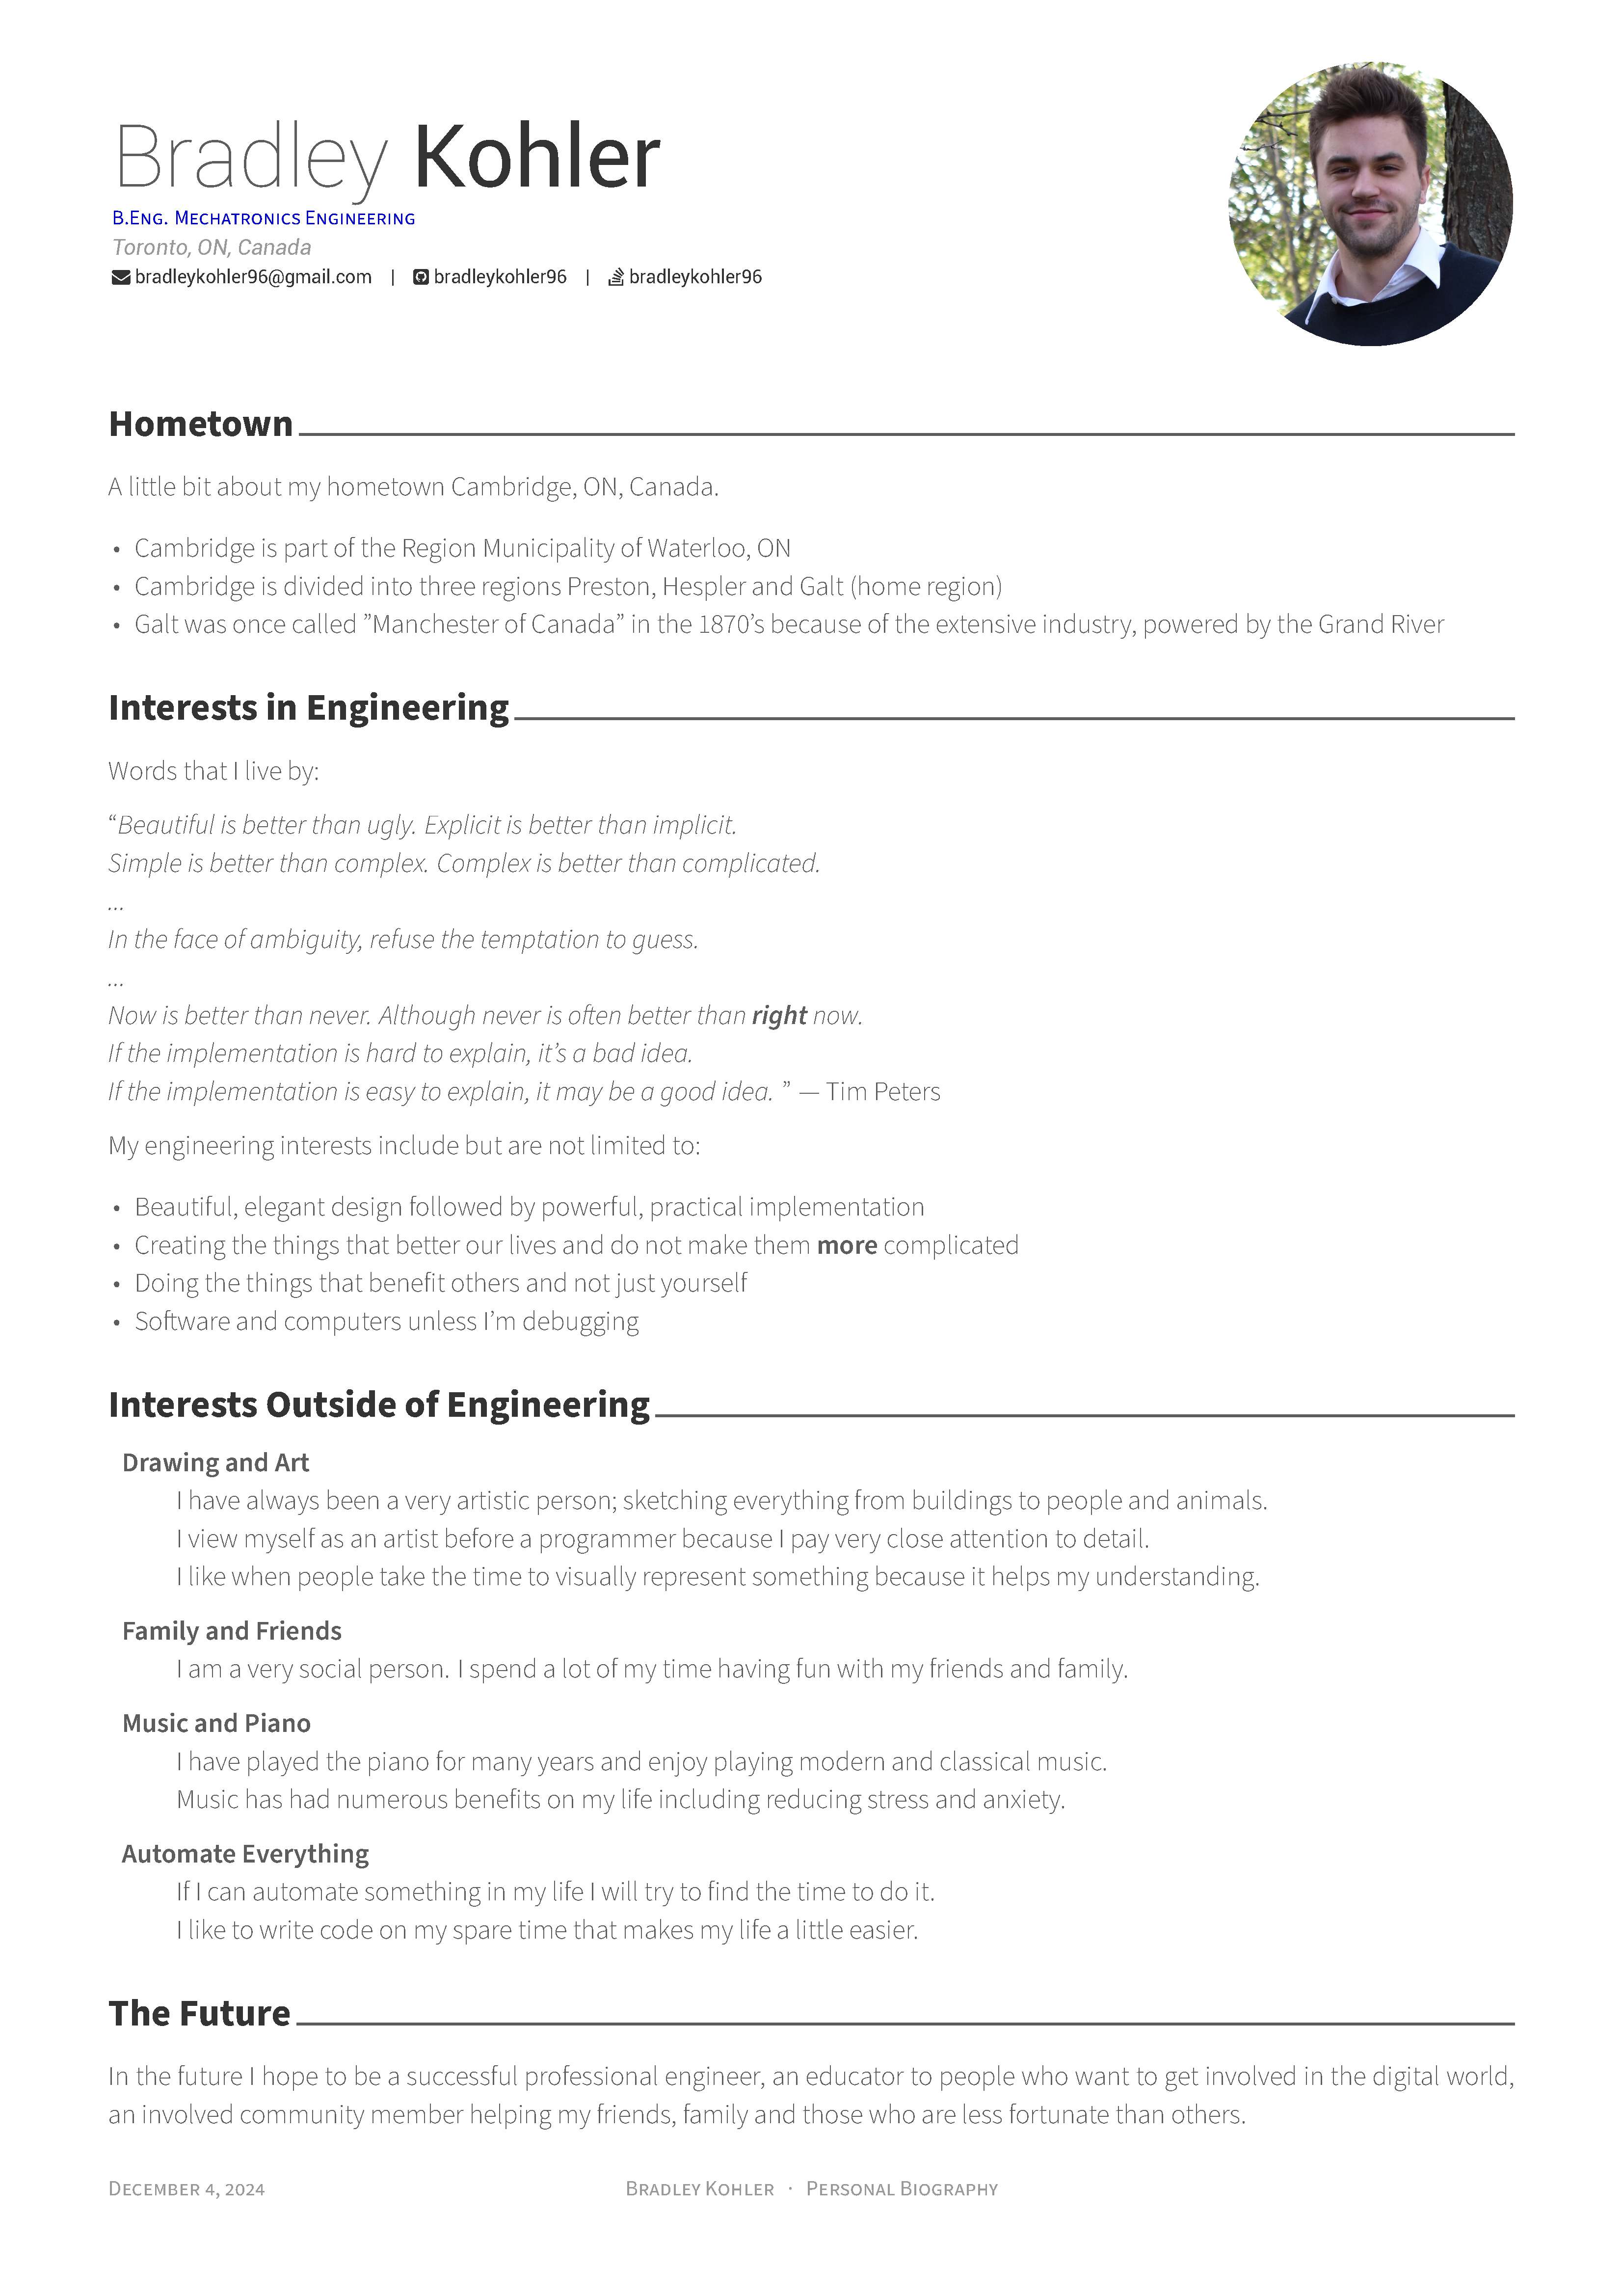 Bradley Kohler
B.Eng. Mechatronics Engineering
Toronto, ON, Canada
bradleykohler96@gmail.com | bradleykohler96 | bradleykohler96
Hometown
A little bit about my hometown Cambridge, ON, Canada.
• Cambridge is part of the Region Municipality of Waterloo, ON
• Cambridge is divided into three regions Preston, Hespler and Galt (home region)
• Galt was once called ”Manchester of Canada” in the 1870’s because of the extensive industry, powered by the Grand River
Interests in Engineering
Words that I live by:
“Beautiful is better than ugly. Explicit is better than implicit.
Simple is better than complex. Complex is better than complicated.
...
In the face of ambiguity, refuse the temptation to guess.
...
Now is better than never. Although never is often better than right now.
If the implementation is hard to explain, it’s a bad idea.
If the implementation is easy to explain, it may be a good idea. ” — Tim Peters
My engineering interests include but are not limited to:
• Beautiful, elegant design followed by powerful, practical implementation
• Creating the things that better our lives and do not make them more complicated
• Doing the things that benefit others and not just yourself
• Software and computers unless I’m debugging
Interests Outside of Engineering
Drawing and Art
I have always been a very artistic person; sketching everything from buildings to people and animals.
I view myself as an artist before a programmer because I pay very close attention to detail.
I like when people take the time to visually represent something because it helps my understanding.
Family and Friends
I am a very social person. I spend a lot of my time having fun with my friends and family.
Music and Piano
I have played the piano for many years and enjoy playing modern and classical music.
Music has had numerous benefits on my life including reducing stress and anxiety.
Automate Everything
If I can automate something in my life I will try to find the time to do it.
I like to write code on my spare time that makes my life a little easier.
The Future
In the future I hope to be a successful professional engineer, an educator to people who want to get involved in the digital world,
an involved community member helping my friends, family and those who are less fortunate than others.
December 4, 2024 Bradley Kohler · Personal Biography